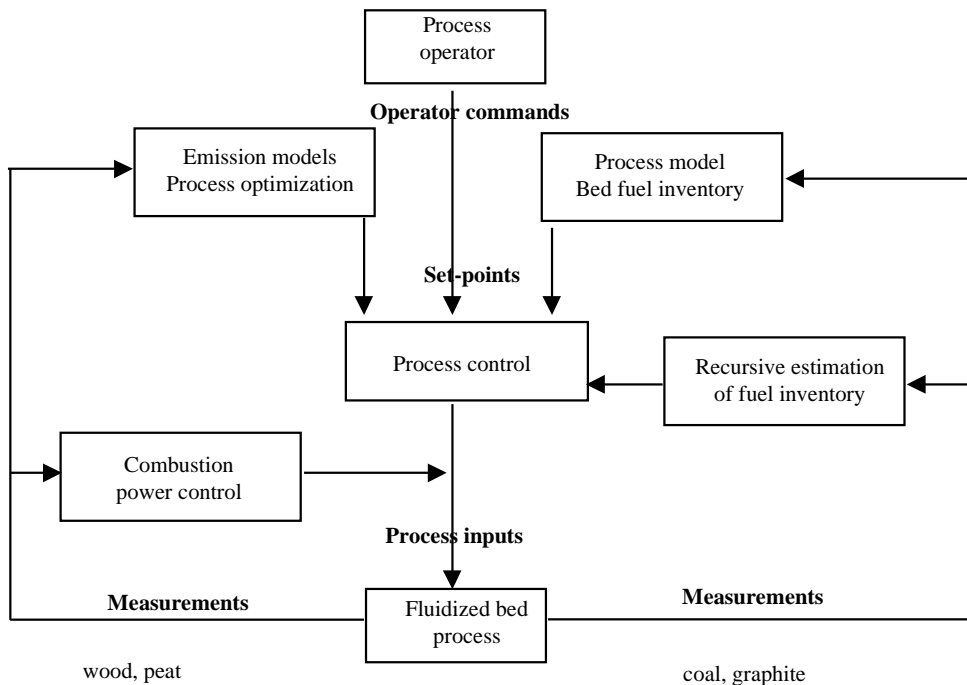 Process
operator
Operator commands
Emission models
Process optimization
Process model
Bed fuel inventory
Set-points
Process control
Recursive estimation
of fuel inventory
Combustion
power control
Process inputs
Measurements
Fluidized bed
process
Measurements
wood, peat
coal, graphite